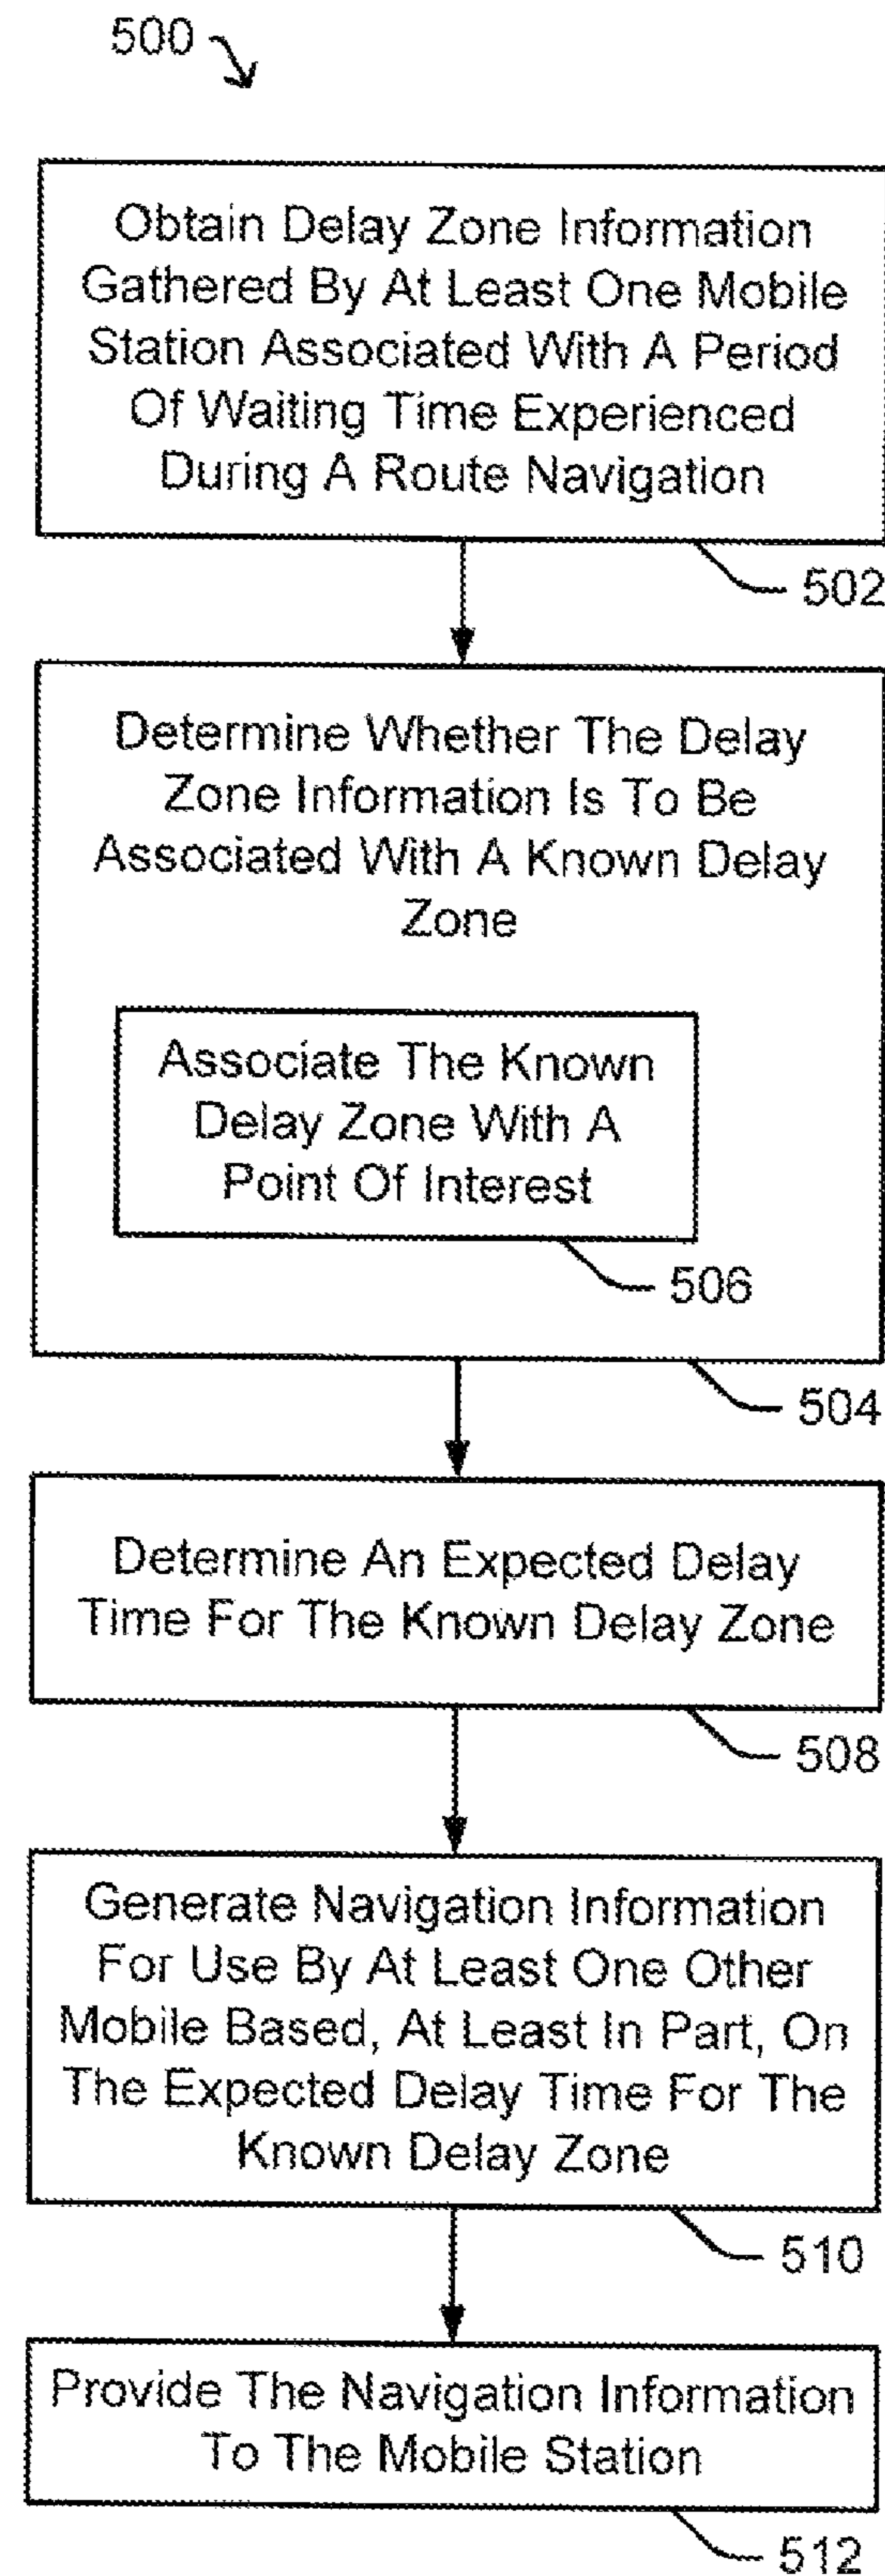 500
Obtain Delay Zone Information
Gathered By At Least One Mobile
Station Associated With A Period
Of Waiting Time Experienced
During A Route Navigation
502
Determine Whether The Delay
Zone Information Is To Be
Associated With A Known Delay
Zone
Associate The Known
Delay Zone With A
Point Of Interest
506
504
Determine An Expected Delay
Time For The Known Delay Zone
508
Generate Navigation Information
For Use By At Least One Other
Mobile Based, At Least In Part, On
The Expected Delay Time For The
Known Delay Zone
510
Provide The Navigation Information
To The Mobile Station
512